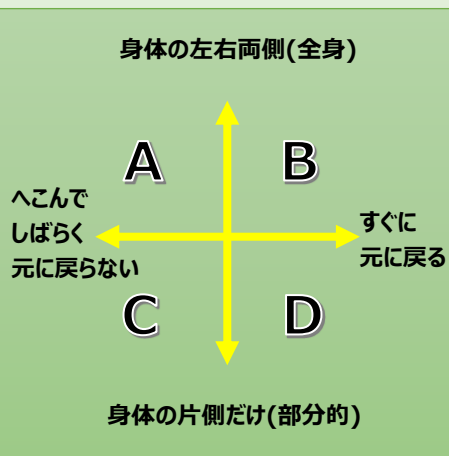 身体の左右両側(全身)
A
B
へこんで
しばらく
元に戻らない
すぐに
元に戻る
C
D
身体の片側だけ(部分的)